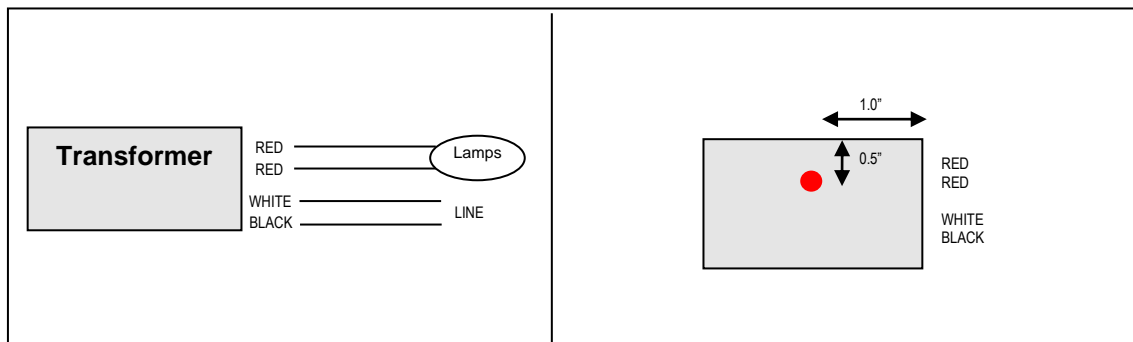 Transformer
RED
RED
WHITE
BLACK
Lamps
LINE
1.0”
0.5”
RED
RED
WHITE
BLACK